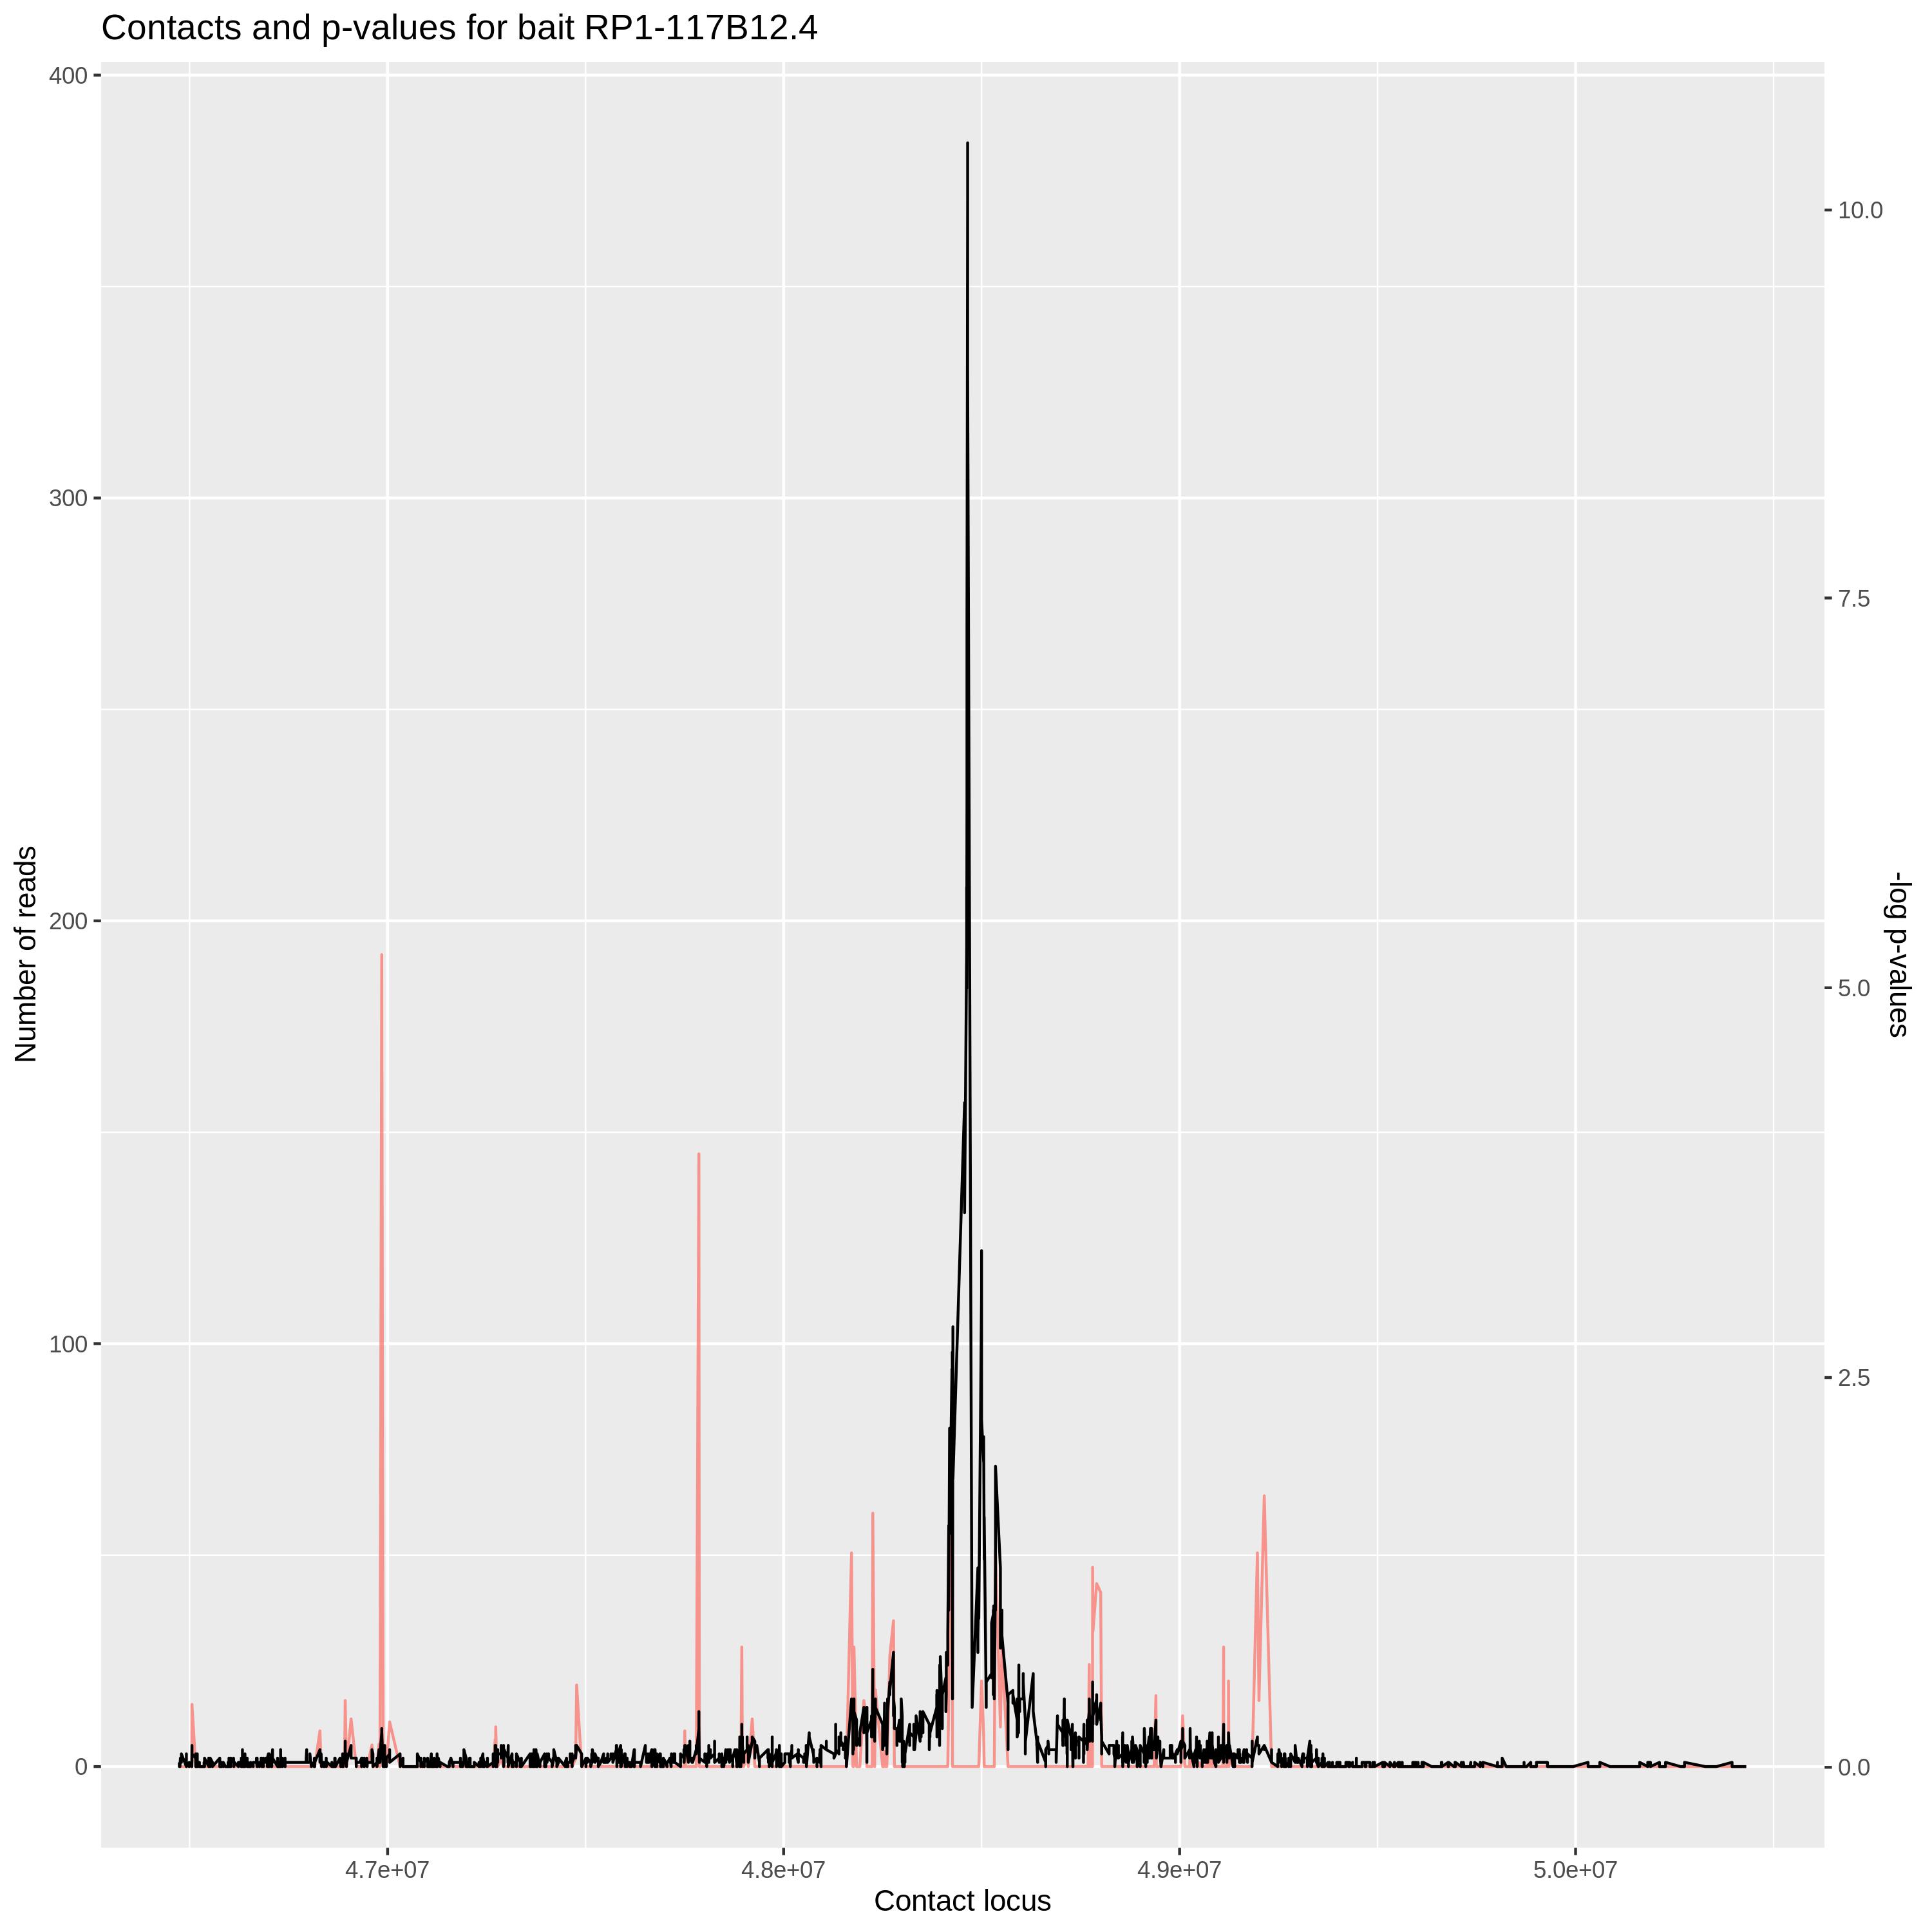 Contacts and p-values for bait RP1-117B12.4
400
300
200
100
0
10.0
7.5
5.0
2.5
0.0
Number of reads
-log p-values
4.7e+07 4.8e+07 4.9e+07 5.0e+07
Contact locus